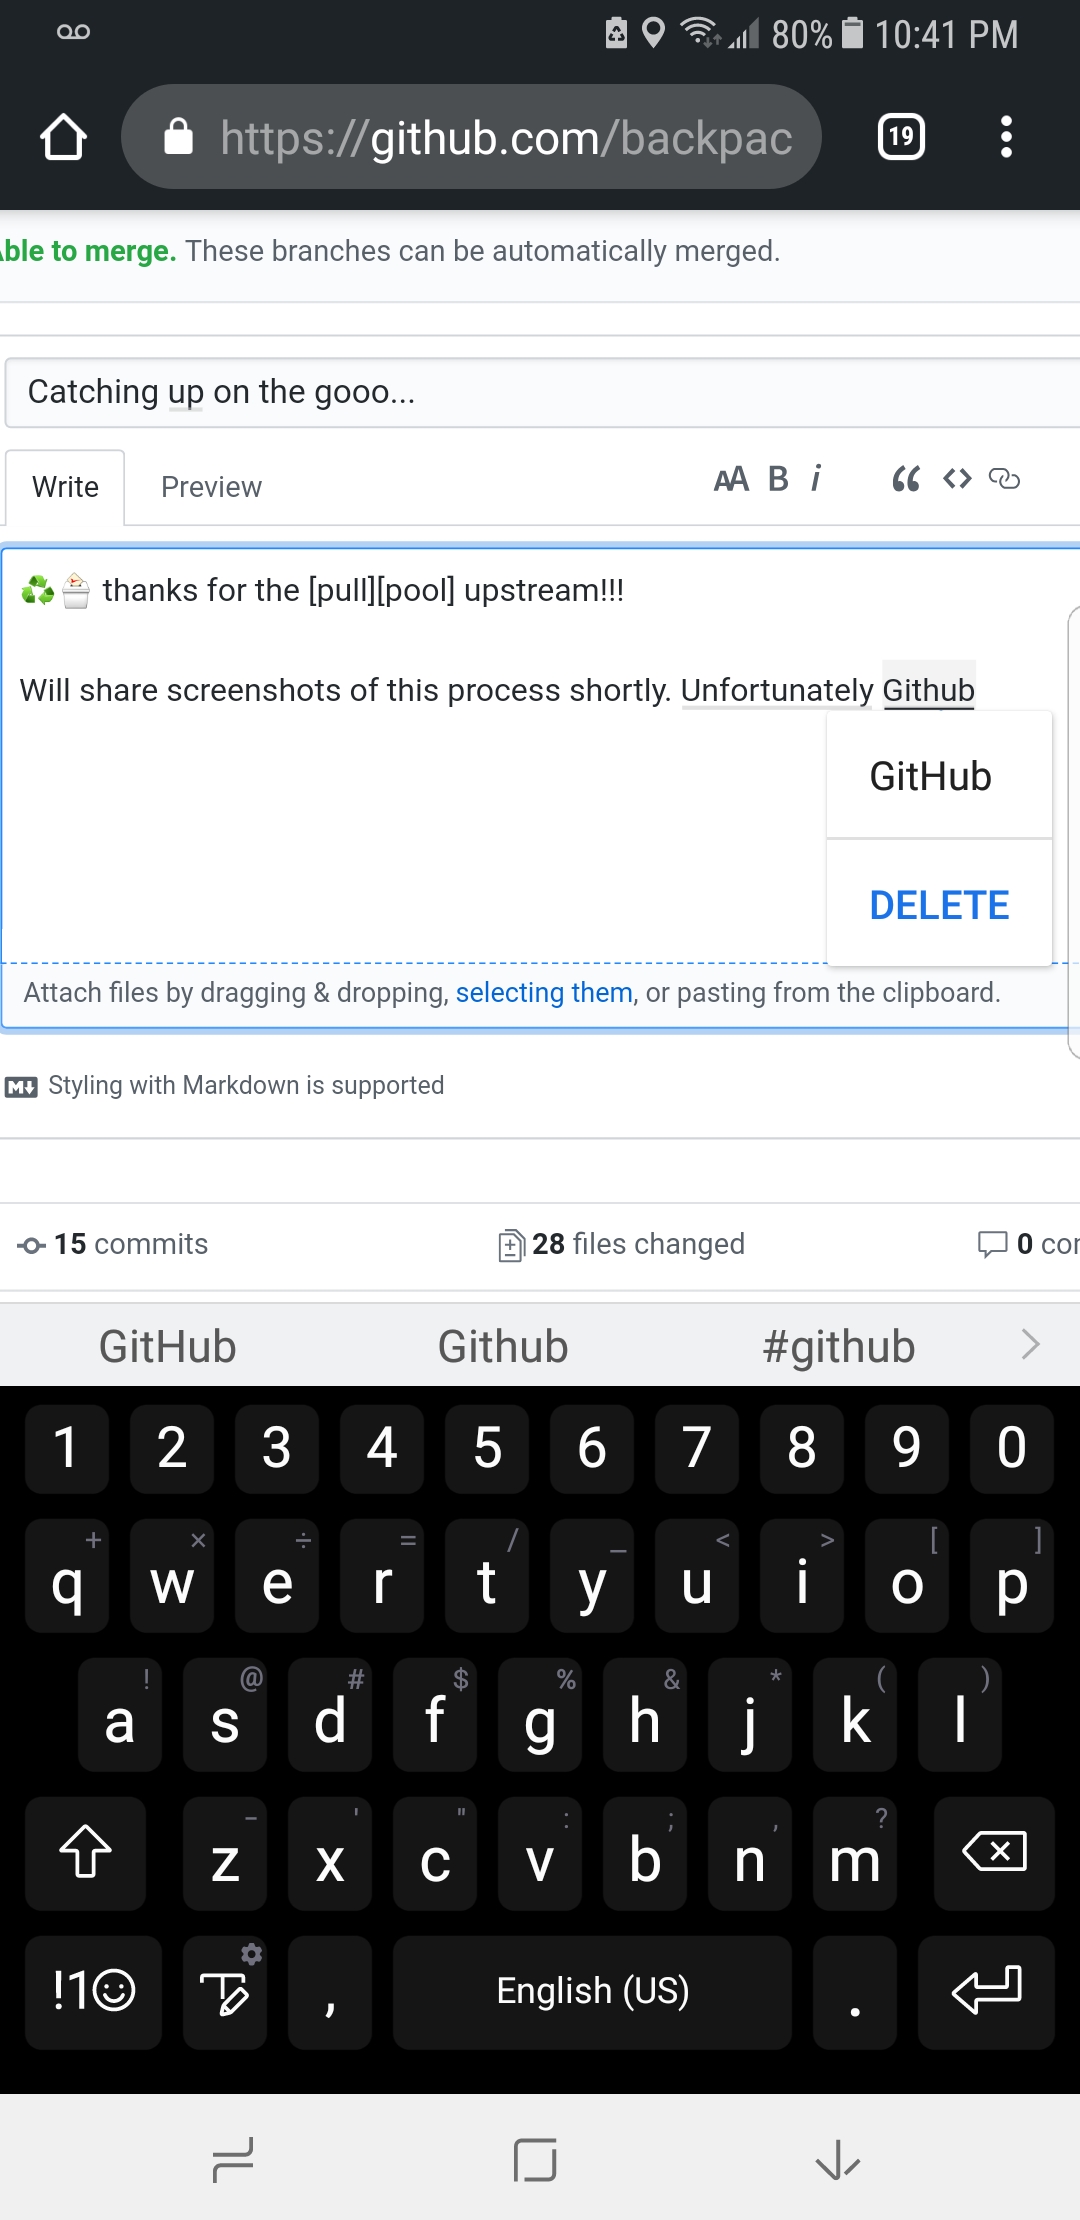 80% 10:41 PM
https://github.com/backpac 19
ble to merge. These branches can be automatically merged.
Catching up on the gooo...
Write Preview AA B i “ <>
♻️🍨 thanks for the [pull][pool] upstream!!!
Will share screenshots of this process shortly. Unfortunately Github
GitHub
DELETE
Attach files by dragging & dropping, selecting them, or pasting from the clipboard.
M↓ Styling with Markdown is supported
15 commits 28 files changed 0 cor
GitHub Github #github >
1 2 3 4 5 6 7 8 9 0
+ × ÷ = / _ < > [ ]
q w e r t y u i o p
! @ # $ % & * ( )
a s d f g h j k l
- ' " : ; , ?
z x c v b n m
!1☺ T , English (US) .